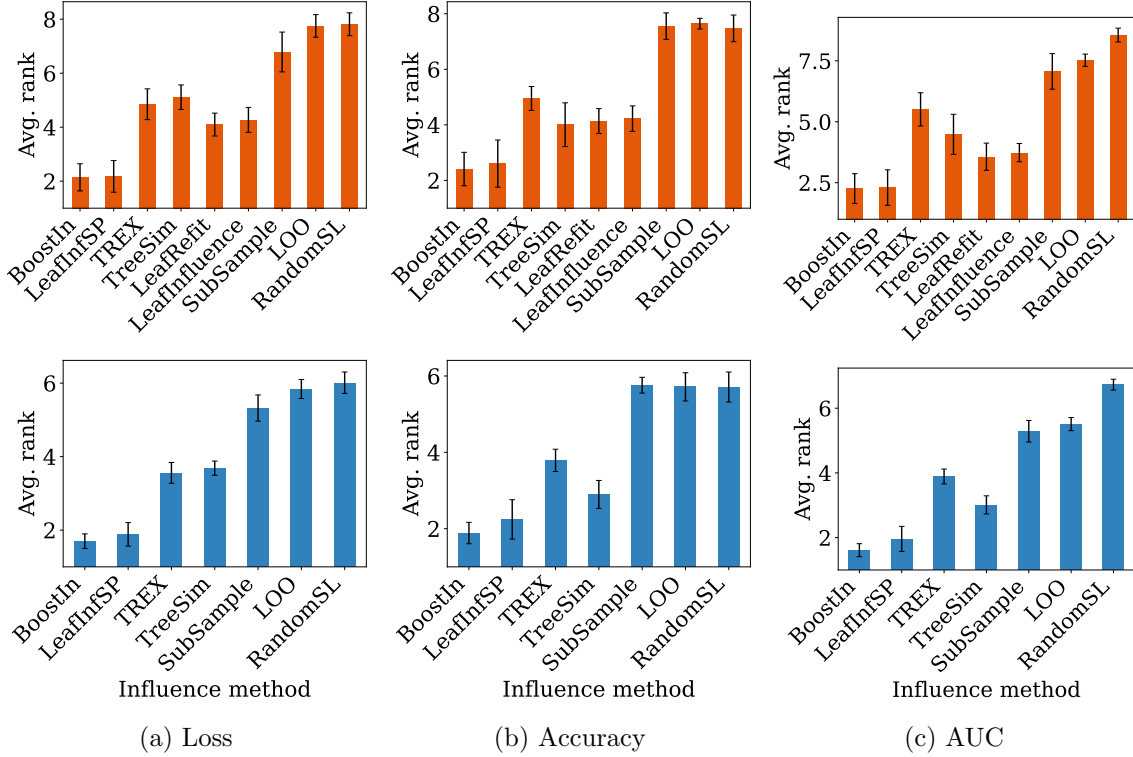 8
6
4
2
Avg. rank
BoostIn
LeafInfSP
TREX
TreeSim
LeafRefit
LeafInfluence
SubSample
LOO
RandomSL
8
6
4
2
Avg. rank
BoostIn
LeafInfSP
TREX
TreeSim
LeafRefit
LeafInfluence
SubSample
LOO
RandomSL
7.5
5.0
2.5
Avg. rank
BoostIn
LeafInfSP
TREX
TreeSim
LeafRefit
LeafInfluence
SubSample
LOO
RandomSL
6
4
2
Avg. rank
BoostIn
LeafInfSP
TREX
TreeSim
SubSample
LOO
RandomSL
Influence method
6
4
2
Avg. rank
BoostIn
LeafInfSP
TREX
TreeSim
SubSample
LOO
RandomSL
Influence method
6
4
2
Avg. rank
BoostIn
LeafInfSP
TREX
TreeSim
SubSample
LOO
RandomSL
Influence method
(a) Loss
(b) Accuracy
(c) AUC